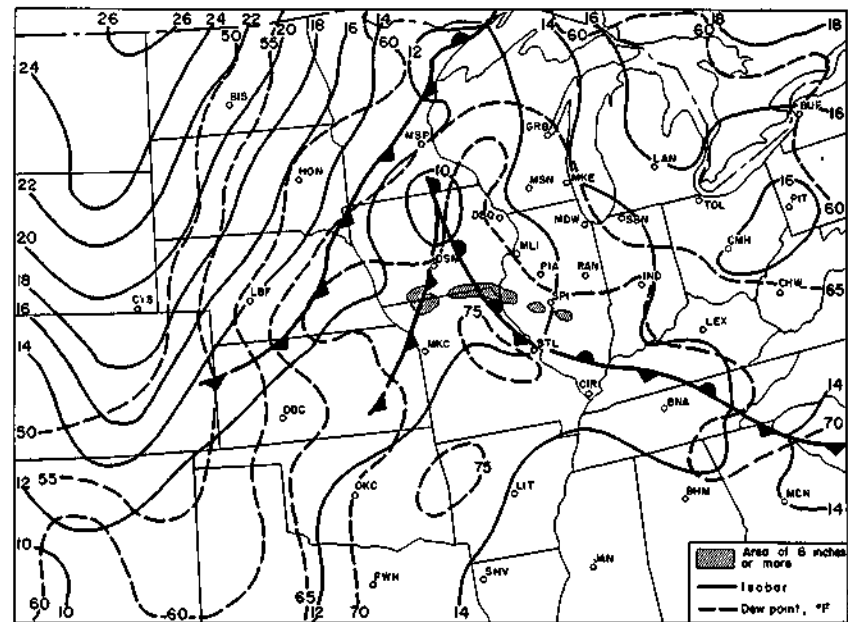 26 26 24 22 18 14 14 16 18
50 20 16 60 12 60 60 18
55
24
BIS
BUF
16
MSP
GRB
LAN
HON
10
MSN
MKE
16
PIT
22
TOL
60
DBQ
MDW
SBN
20
CMH
MLI
DSM
PIA
RAN
IND
65
18
LBF
CHW
CYS
SPI
16
75
LEX
14
MKC
STL
CIR
14
DDC
BNA
50
70
12
55
75
OKC
LIT
BHM
MCN
14
10
JAN
FWH
SHV
60
10
60
65
12
70
14
Area of 6 inches
or more
Isobar
Dew point, °F